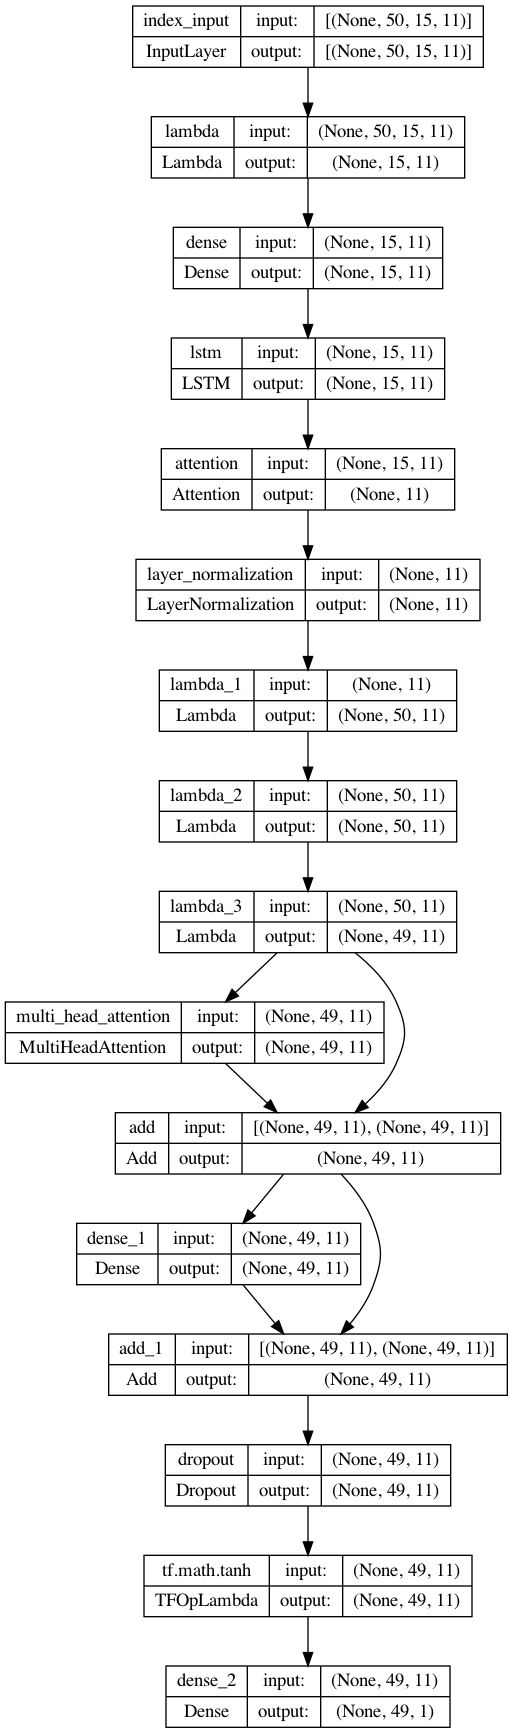 index_input input: [(None, 50, 15, 11)]
InputLayer output: [(None, 50, 15, 11)]
lambda input: (None, 50, 15, 11)
Lambda output: (None, 15, 11)
dense input: (None, 15, 11)
Dense output: (None, 15, 11)
lstm input: (None, 15, 11)
LSTM output: (None, 15, 11)
attention input: (None, 15, 11)
Attention output: (None, 11)
layer_normalization input: (None, 11)
LayerNormalization output: (None, 11)
lambda_1 input: (None, 11)
Lambda output: (None, 50, 11)
lambda_2 input: (None, 50, 11)
Lambda output: (None, 50, 11)
lambda_3 input: (None, 50, 11)
Lambda output: (None, 49, 11)
multi_head_attention input: (None, 49, 11)
MultiHeadAttention output: (None, 49, 11)
add input: [(None, 49, 11), (None, 49, 11)]
Add output: (None, 49, 11)
dense_1 input: (None, 49, 11)
Dense output: (None, 49, 11)
add_1 input: [(None, 49, 11), (None, 49, 11)]
Add output: (None, 49, 11)
dropout input: (None, 49, 11)
Dropout output: (None, 49, 11)
tf.math.tanh input: (None, 49, 11)
TFOpLambda output: (None, 49, 11)
dense_2 input: (None, 49, 11)
Dense output: (None, 49, 1)